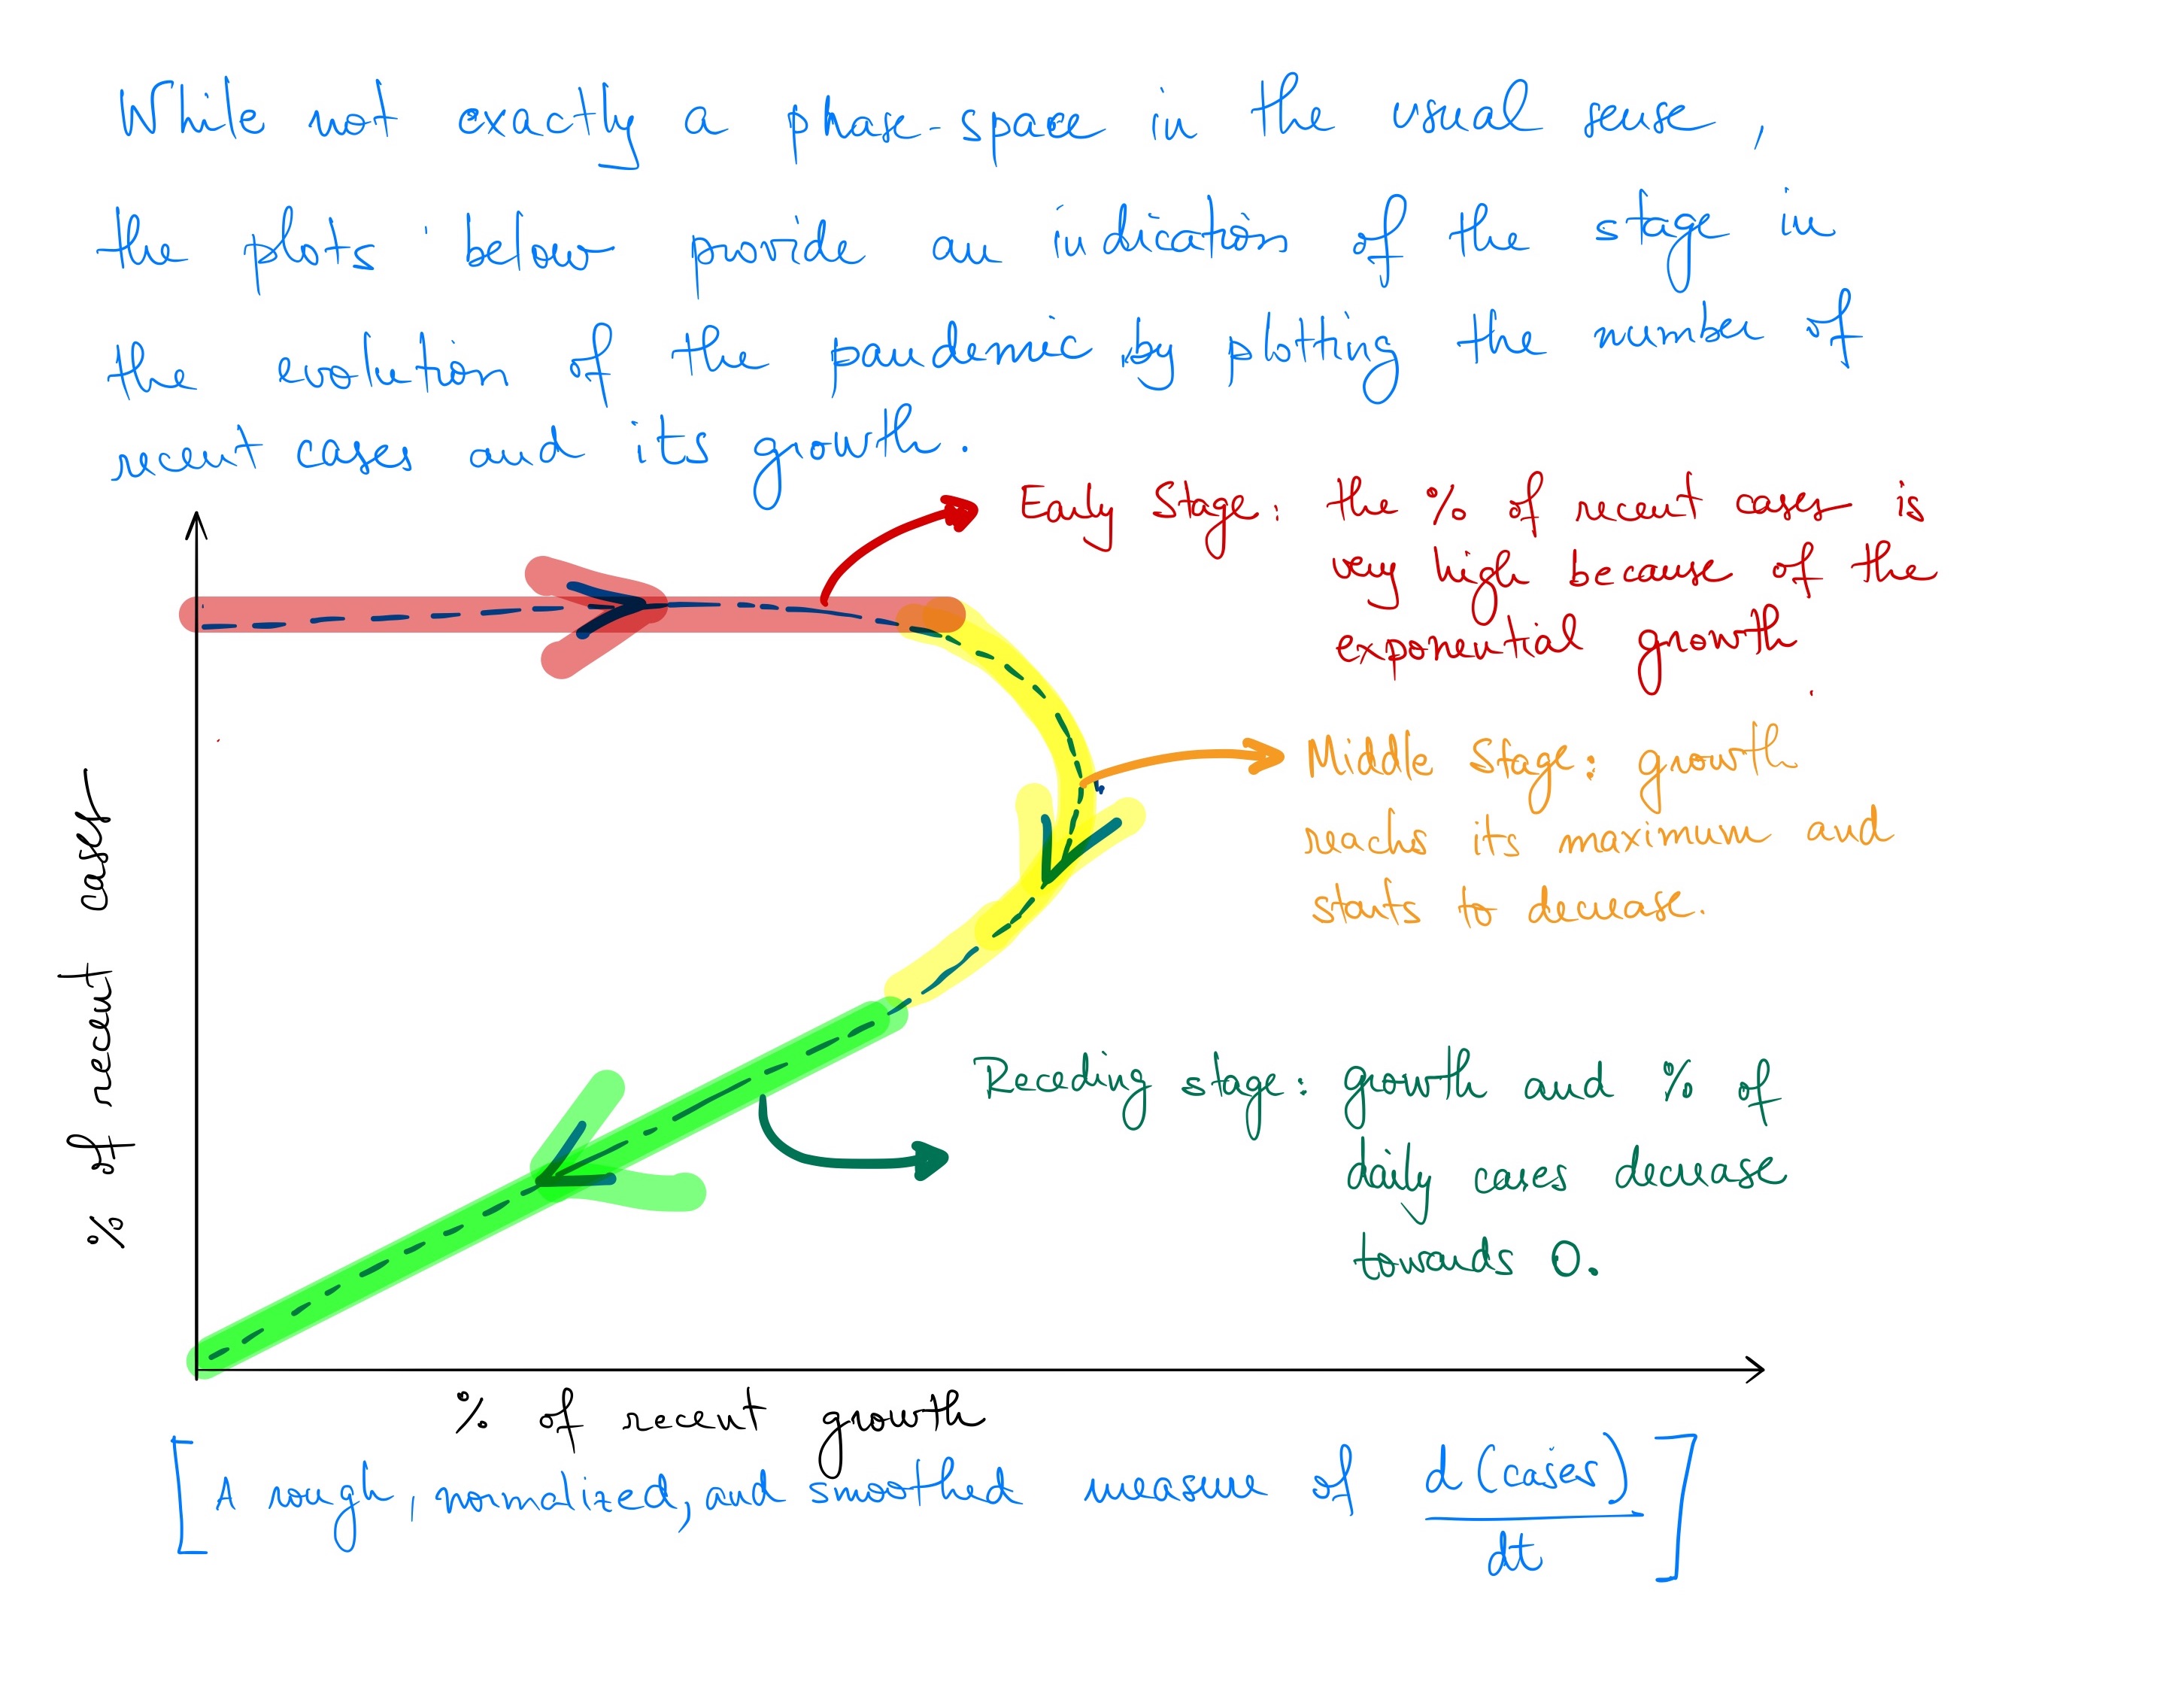 While not exactly a phase-space in the usual sense,
the plots below provide an indication of the stage in
the evolution of the pandemic by plotting the number of
recent cases and its growth.
Early Stage: the % of recent cases is
very high because of the
exponential growth.
Middle Stage: growth
reachs its maximum and
starts to decrease.
Receding stage: growth and % of
daily cases decrease
towards 0.
% of recent cases
% of recent growth
[A rough, normalized, and smoothed measure of d(cases)
dt]